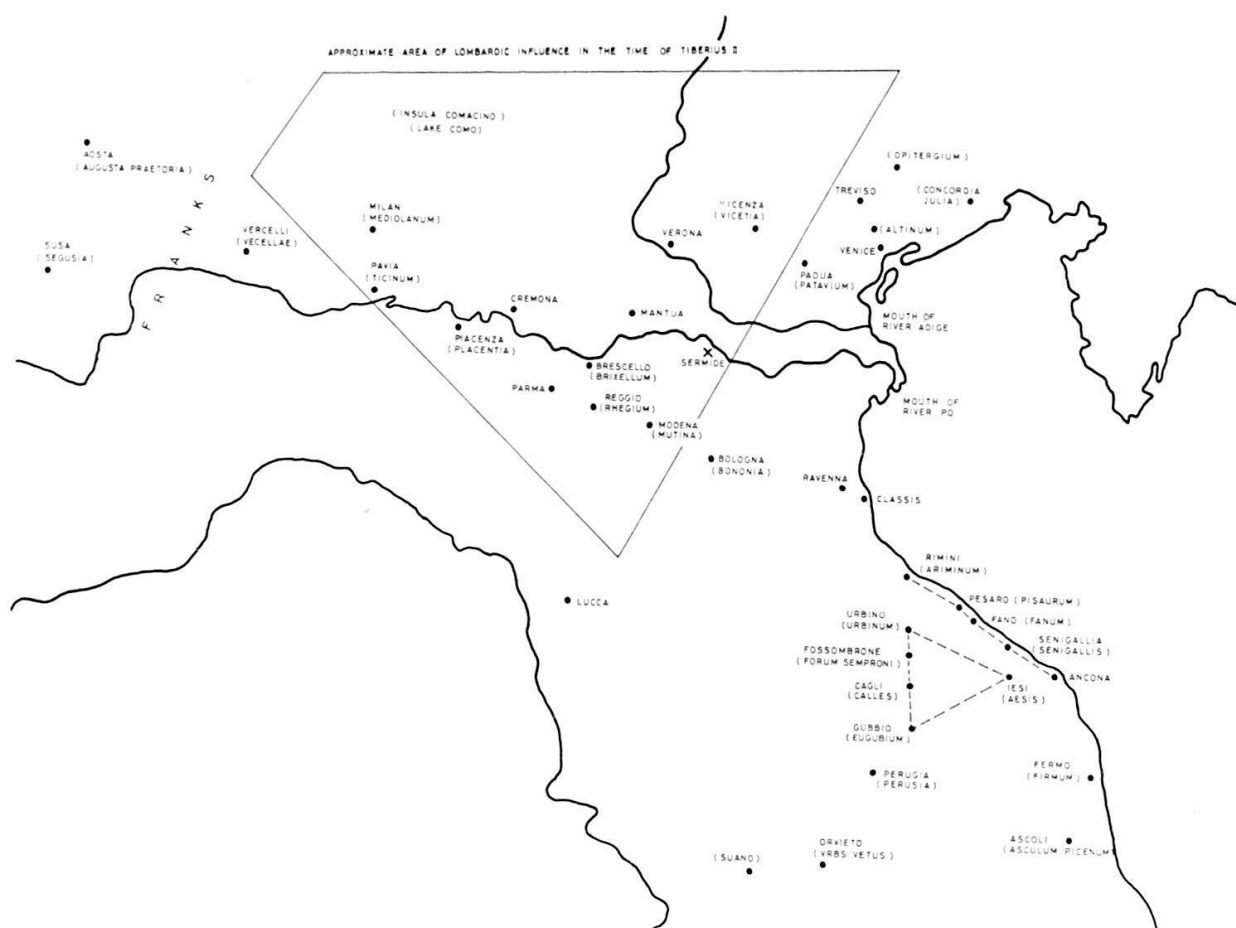 APPROXIMATE AREA OF LOMBARDIC INFLUENCE IN THE TIME OF TIBERIUS II
(INSULA COMACINO)
(LAKE COMO)
AOSTA
(AUGUSTA PRAETORIA)
FRANKS
SUSA
(SEGUSIA)
VERCELLI
(VECELLAE)
MILAN
(MEDIOLANUM)
PAVIA
(TICINUM)
CREMONA
PIACENZA
(PLACENTIA)
MANTUA
VERONA
VICENZA
(VICETIA)
(OPITERGIUM)
TREVISO
(CONCORDIA
JULIA)
(ALTINUM)
VENICE
PADUA
(PATAVIUM)
MOUTH OF
RIVER ADIGE
SERMIDE
BRESCELLO
(BRIXELLUM)
PARMA
REGGIO
(RHEGIUM)
MODENA
(MUTINA)
MOUTH OF
RIVER PO
BOLOGNA
(BONONIA)
RAVENNA
CLASSIS
RIMINI
(ARIMINUM)
LUCCA
PESARO (PISAURUM)
FANO (FANUM)
URBINO
(URBINUM)
SENIGALLIA
(SENIGALLIS)
FOSSOMBRONE
(FORUM SEMPRONI)
CAGLI
(CALLES)
IESI
(AESIS)
ANCONA
GUBBIO
(EUGUBIUM)
PERUGIA
(PERUSIA)
FERMO
(FIRMUM)
ASCOLI
(ASCULUM PICENUM)
(SUANO)
ORVIETO
(VRBS VETUS)